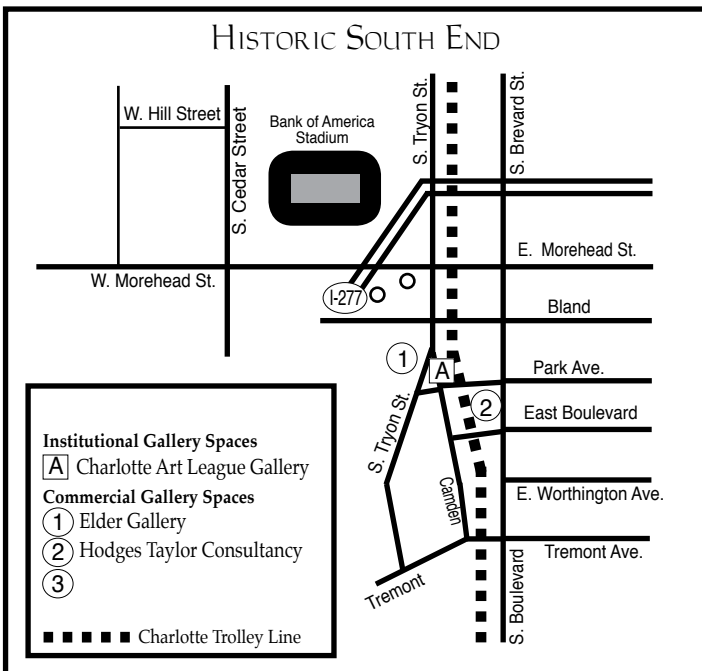 HISTORIC SOUTH END
W. Hill Street
S. Cedar Street
Bank of America
Stadium
S. Tryon St.
S. Brevard St.
E. Morehead St.
W. Morehead St.
I-277
Bland
1
A
Park Ave.
2
East Boulevard
S. Tryon St.
Camden
E. Worthington Ave.
Tremont Ave.
Tremont
S. Boulevard
Institutional Gallery Spaces
A Charlotte Art League Gallery
Commercial Gallery Spaces
1 Elder Gallery
2 Hodges Taylor Consultancy
3
Charlotte Trolley Line